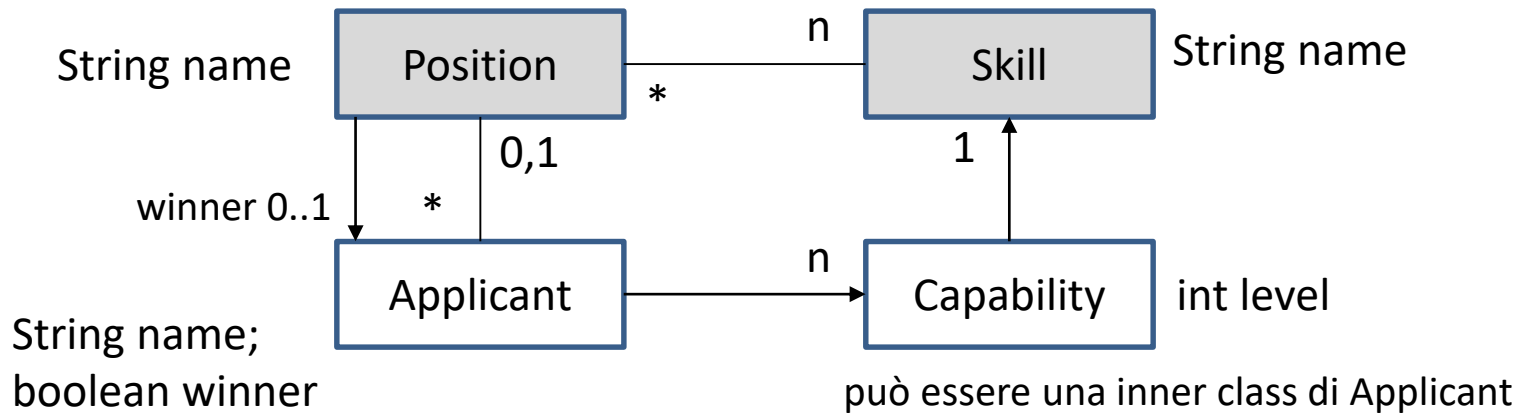 n
String name
Position
Skill
String name
*
0,1
1
winner 0..1
*
n
Applicant
Capability
int level
String name;
boolean winner
può essere una inner class di Applicant